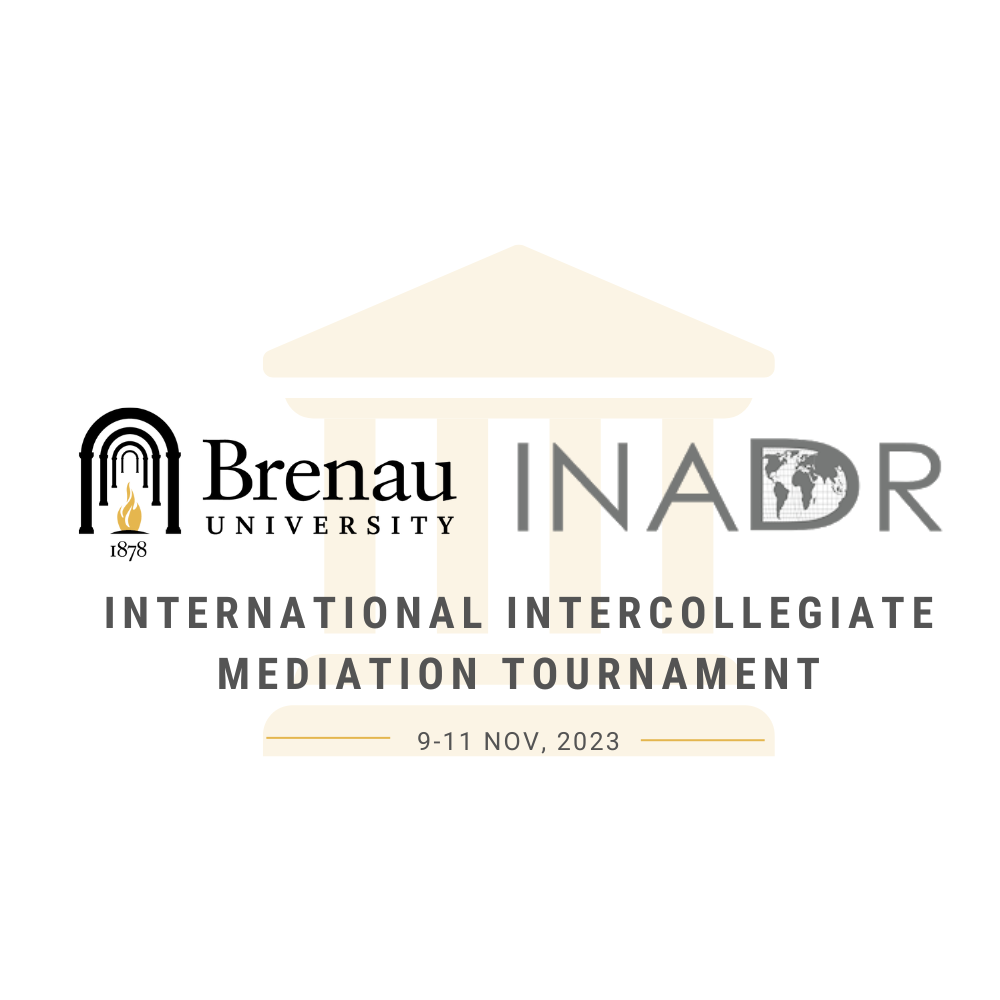 Brenau
UNIVERSITY
1878
INADR
INTERNATIONAL INTERCOLLEGIATE
MEDIATION TOURNAMENT
9-11 NOV, 2023